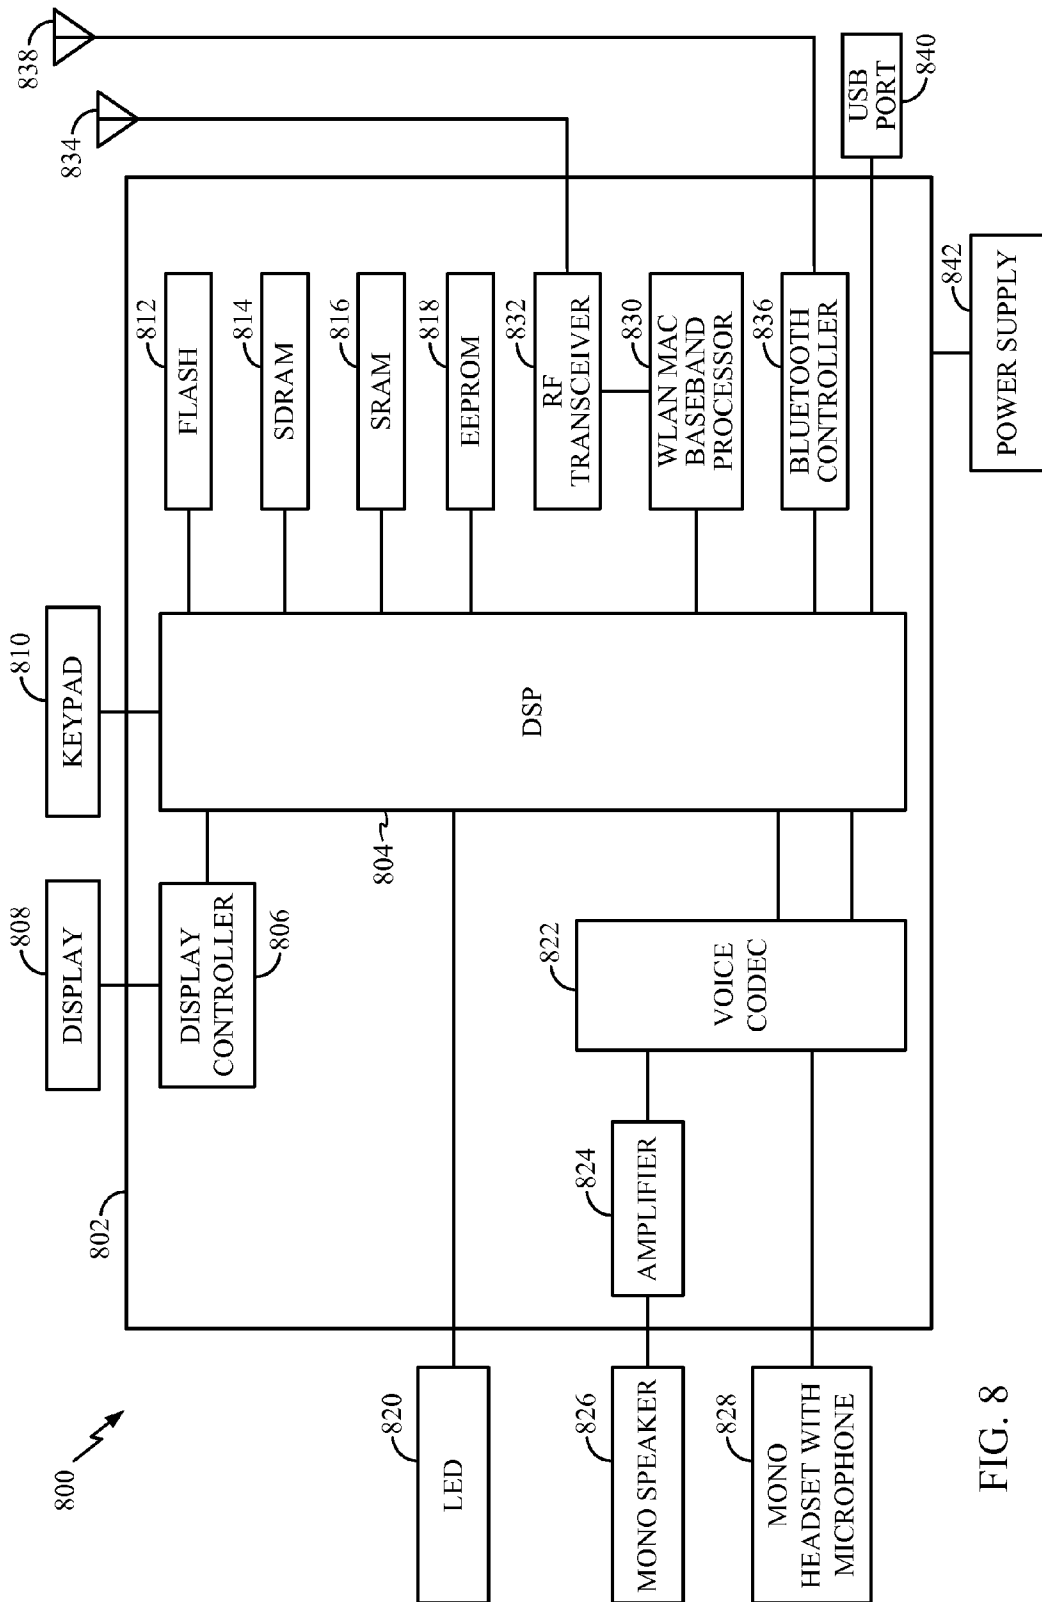 800
802
808
DISPLAY
810
KEYPAD
834
838
DISPLAY
CONTROLLER
806
804
DSP
812
FLASH
814
SDRAM
816
SRAM
818
EEPROM
832
RF
TRANSCEIVER
830
WLAN MAC
BASEBAND
PROCESSOR
836
BLUETOOTH
CONTROLLER
USB
PORT
840
820
LED
822
VOICE
CODEC
824
AMPLIFIER
826
MONO SPEAKER
828
MONO
HEADSET WITH
MICROPHONE
842
POWER SUPPLY
FIG. 8